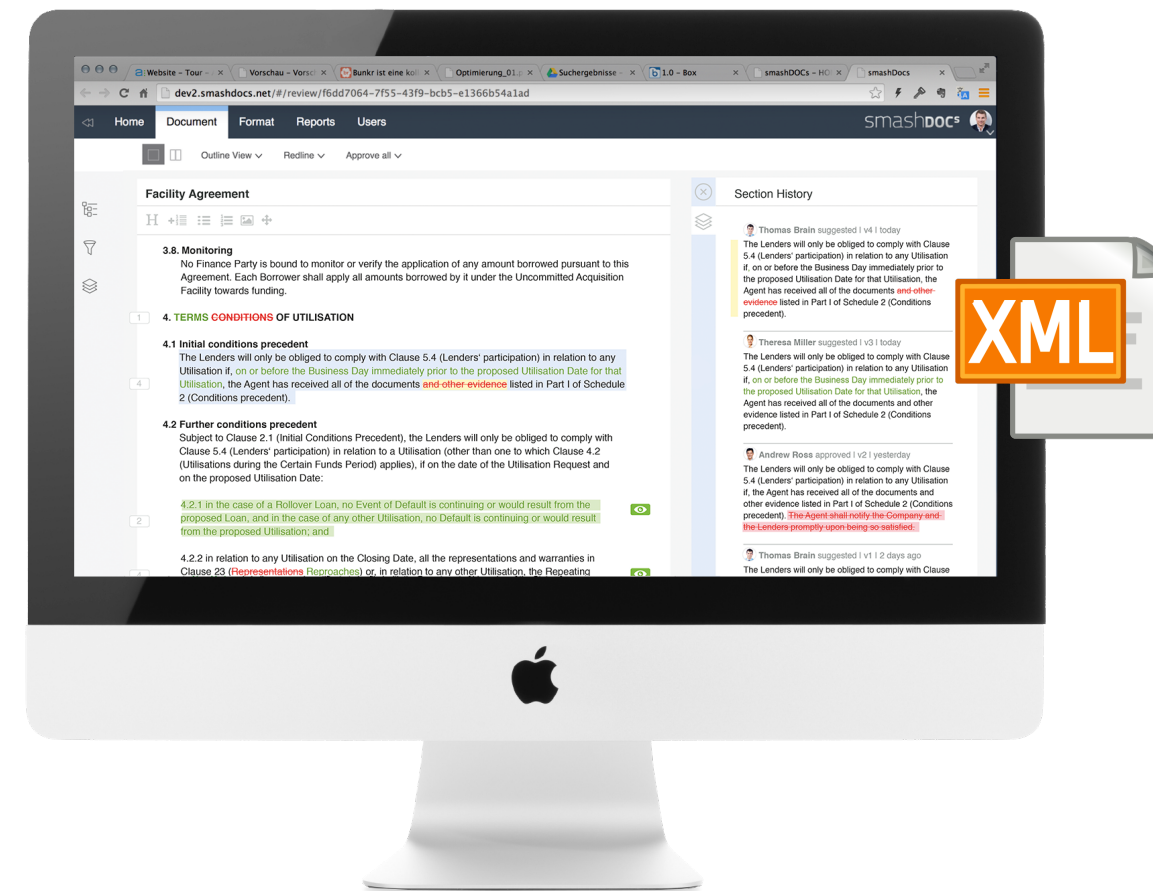 Website – Tour –
Vorschau – Vorsc
Bunkr ist eine kol
Optimierung_01.p
Suchergebnisse –
1.0 – Box
smashDOCs – HO
smashDocs
dev2.smashdocs.net/#/review/f6dd7064-7f55-43f9-bcb5-e1366b54a1ad
Home Document Format Reports Users
smashDOCs
Outline View Redline Approve all
Facility Agreement
3.8. Monitoring
No Finance Party is bound to monitor or verify the application of any amount borrowed pursuant to this
Agreement. Each Borrower shall apply all amounts borrowed by it under the Uncommitted Acquisition
Facility towards funding.
1
4. TERMS CONDITIONS OF UTILISATION
4.1 Initial conditions precedent
The Lenders will only be obliged to comply with Clause 5.4 (Lenders' participation) in relation to any
Utilisation if, on or before the Business Day immediately prior to the proposed Utilisation Date for that
4
Utilisation, the Agent has received all of the documents and other evidence listed in Part I of Schedule
2 (Conditions precedent).
4.2 Further conditions precedent
Subject to Clause 2.1 (Initial Conditions Precedent), the Lenders will only be obliged to comply with
Clause 5.4 (Lenders' participation) in relation to a Utilisation (other than one to which Clause 4.2
(Utilisations during the Certain Funds Period) applies), if on the date of the Utilisation Request and
on the proposed Utilisation Date:
4.2.1 in the case of a Rollover Loan, no Event of Default is continuing or would result from the
2
proposed Loan, and in the case of any other Utilisation, no Default is continuing or would result
from the proposed Utilisation; and
4.2.2 in relation to any Utilisation on the Closing Date, all the representations and warranties in
Clause 23 (Representations Reproaches) or, in relation to any other Utilisation, the Repeating
Section History
Thomas Brain suggested | v4 | today
The Lenders will only be obliged to comply with Clause
5.4 (Lenders' participation) in relation to any Utilisation
if, on or before the Business Day immediately prior to
the proposed Utilisation Date for that Utilisation, the
Agent has received all of the documents and other
evidence listed in Part I of Schedule 2 (Conditions
precedent).
Theresa Miller suggested | v3 | today
The Lenders will only be obliged to comply with Clause
5.4 (Lenders' participation) in relation to any Utilisation
if, on or before the Business Day immediately prior to
the proposed Utilisation Date for that Utilisation, the
Agent has received all of the documents and other
evidence listed in Part I of Schedule 2 (Conditions
precedent).
Andrew Ross approved | v2 | yesterday
The Lenders will only be obliged to comply with Clause
5.4 (Lenders' participation) in relation to any Utilisation
if, the Agent has received all of the documents and
other evidence listed in Part I of Schedule 2 (Conditions
precedent). The Agent shall notify the Company and
the Lenders promptly upon being so satisfied.
Thomas Brain suggested | v1 | 2 days ago
The Lenders will only be obliged to comply with Clause
XML